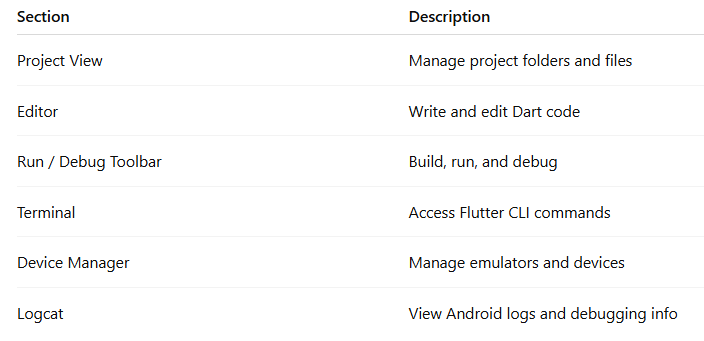 Section Description
Project View Manage project folders and files
Editor Write and edit Dart code
Run / Debug Toolbar Build, run, and debug
Terminal Access Flutter CLI commands
Device Manager Manage emulators and devices
Logcat View Android logs and debugging info